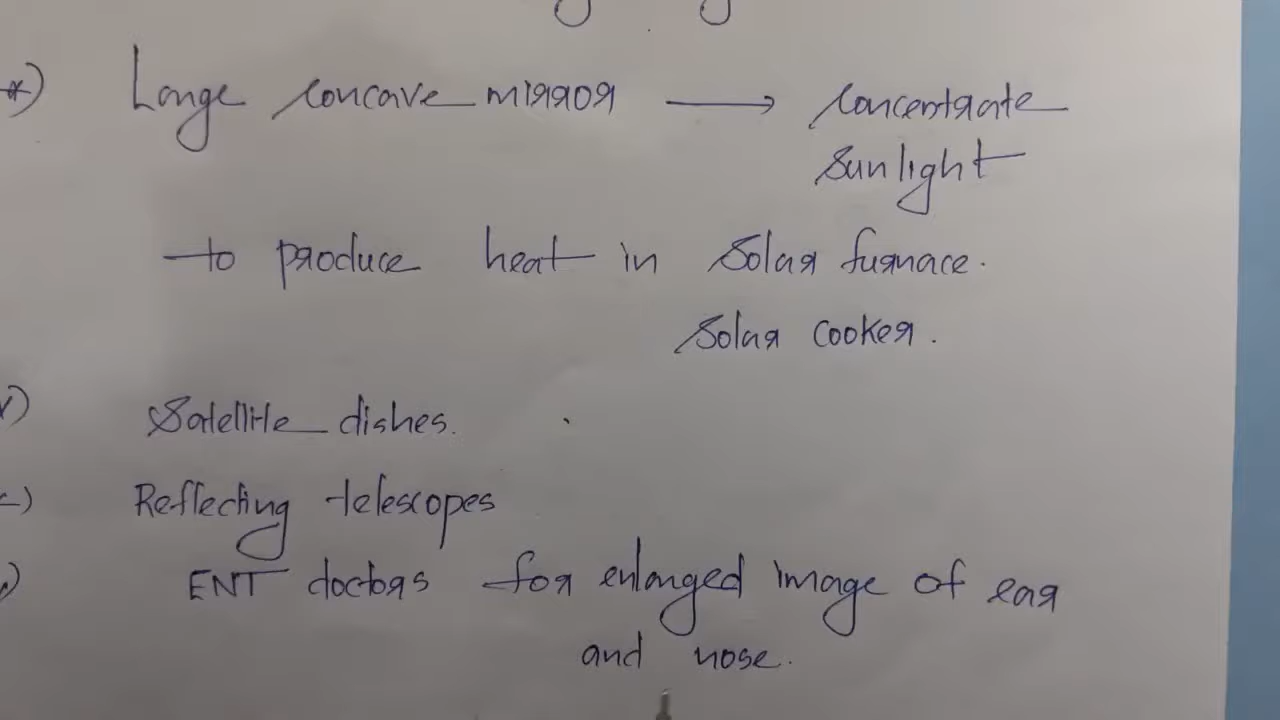 *) Large concave mirror → concentrate
sunlight
to produce heat in solar furnace.
solar cooker.
Satellite dishes.
Reflecting telescopes
ENT doctors for enlarged image of ear
and nose.